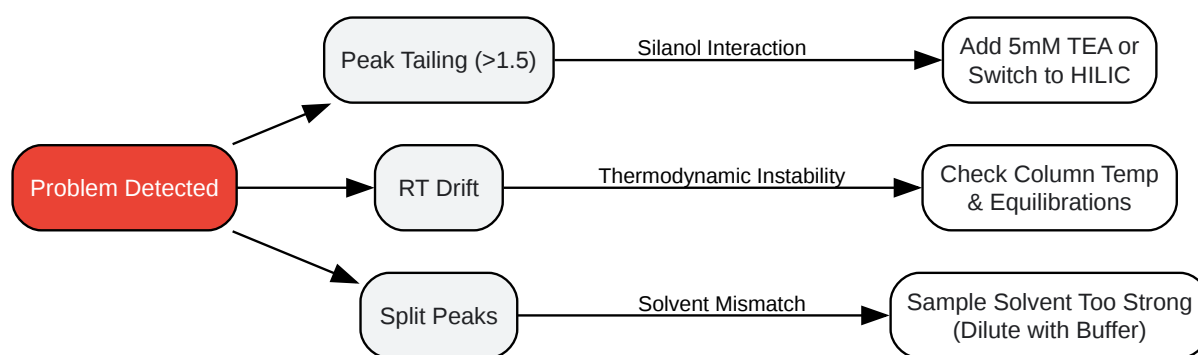 Problem Detected
Peak Tailing (>1.5)
Silanol Interaction
Add 5mM TEA or
Switch to HILIC
RT Drift
Thermodynamic Instability
Check Column Temp
& Equilibrations
Split Peaks
Solvent Mismatch
Sample Solvent Too Strong
(Dilute with Buffer)